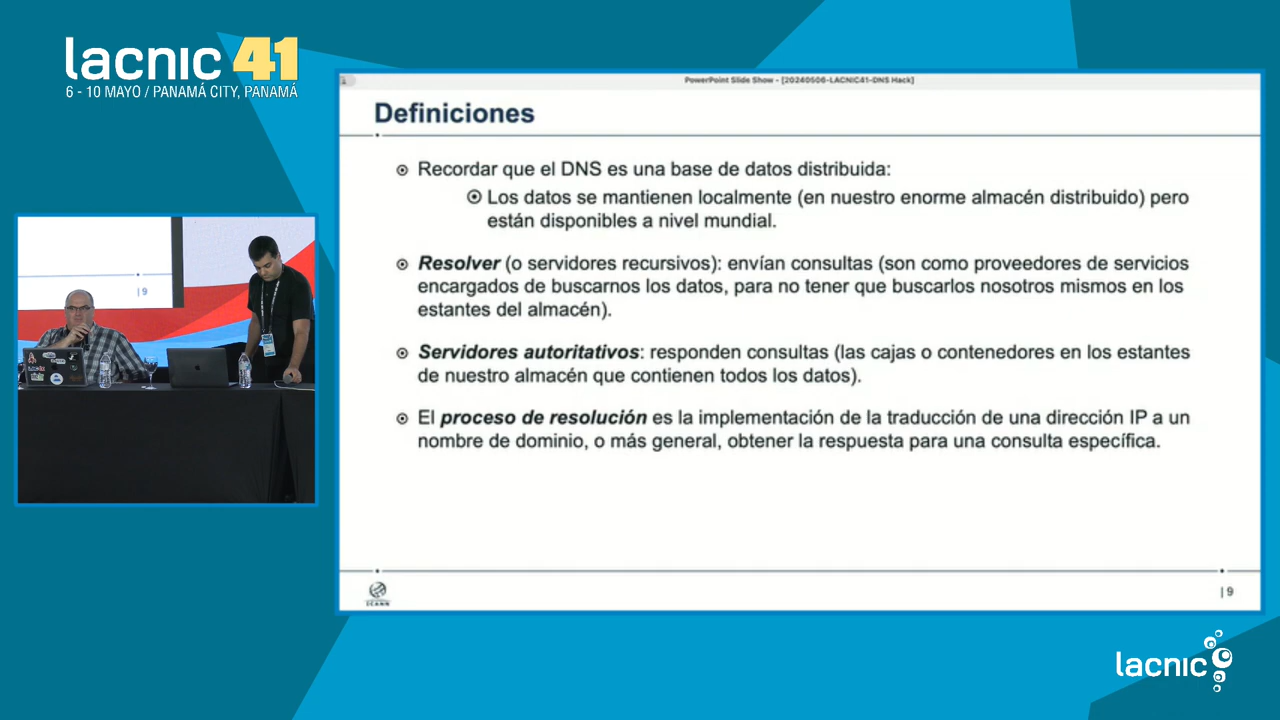 lacnic 41
6 - 10 MAYO / PANAMÁ CITY, PANAMÁ
PowerPoint Slide Show - [20240506-LACNIC41-DNS Hack]
Definiciones
Recordar que el DNS es una base de datos distribuida:
Los datos se mantienen localmente (en nuestro enorme almacén distribuido) pero
están disponibles a nivel mundial.
Resolver (o servidores recursivos): envían consultas (son como proveedores de servicios
encargados de buscarnos los datos, para no tener que buscarlos nosotros mismos en los
estantes del almacén).
Servidores autoritativos: responden consultas (las cajas o contenedores en los estantes
de nuestro almacén que contienen todos los datos).
El proceso de resolución es la implementación de la traducción de una dirección IP a un
nombre de dominio, o más general, obtener la respuesta para una consulta específica.
ICANN
| 9
| 9
lacnic